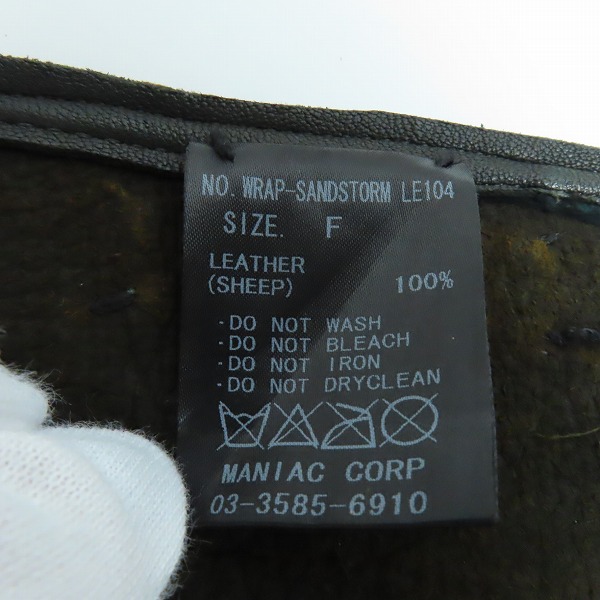 NO. WRAP-SANDSTORM LE104
SIZE. F
LEATHER
(SHEEP) 100%
·DO NOT WASH
·DO NOT BLEACH
·DO NOT IRON
·DO NOT DRYCLEAN
MANIAC CORP
03-3585-6910